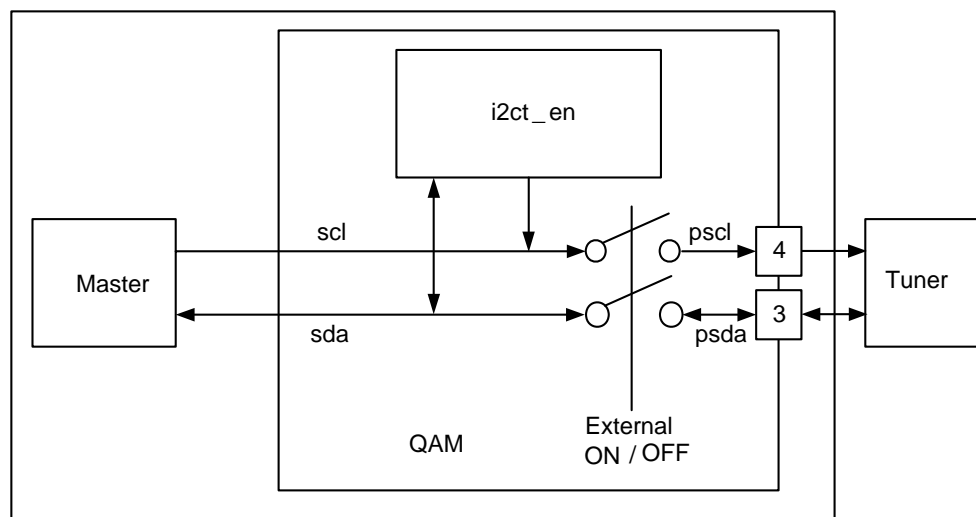 i2ct_en
scl
pscl
4
Master
Tuner
3
sda
psda
External
ON / OFF
QAM